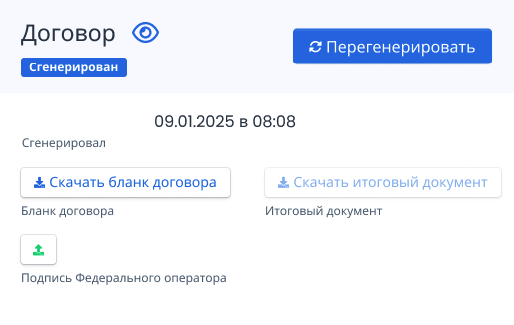 Договор
Перегенерировать
Сгенерирован
09.01.2025 в 08:08
Сгенерировал
Скачать бланк договора
Скачать итоговый документ
Бланк договора
Итоговый документ
Подпись Федерального оператора